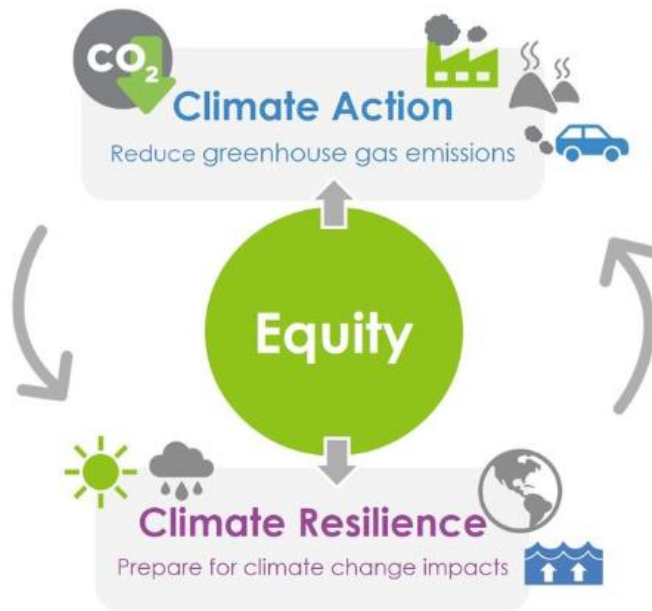 CO₂
Climate Action
Reduce greenhouse gas emissions
Equity
Climate Resilience
Prepare for climate change impacts